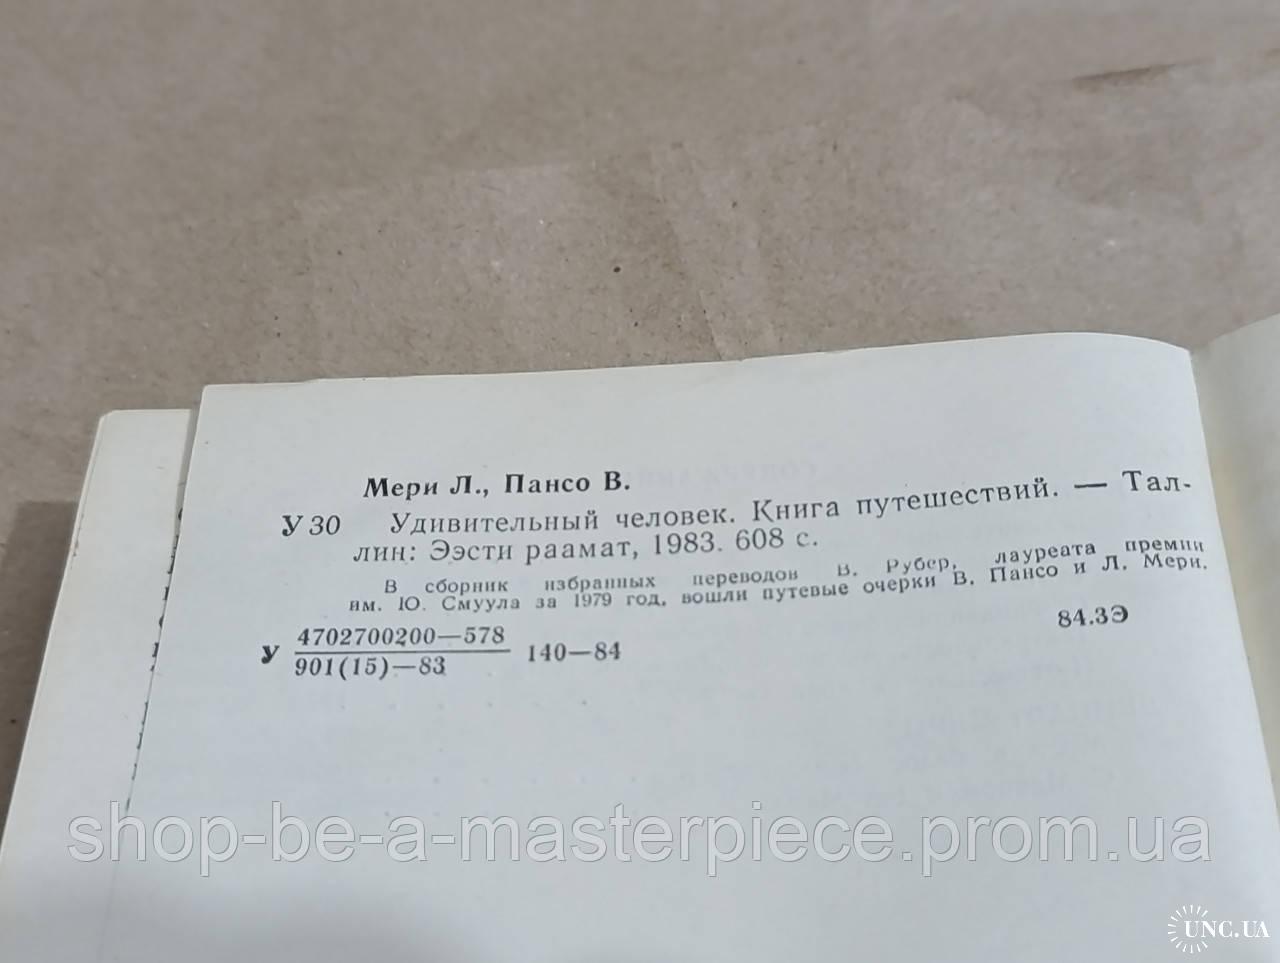 Мери Л., Пансо В.
У 30 Удивительный человек. Книга путешествий. — Тал-
лин: Ээсти раамат, 1983. 608 с.
В сборник избранных переводов В. Рубер, лауреата премии
им. Ю. Смуула за 1979 год, вошли путевые очерки В. Пансо и Л. Мери.
У 4702700200—578
901(15)—83 140—84
84.3Э
shop-be-a-masterpiece.prom.ua
UNC.UA